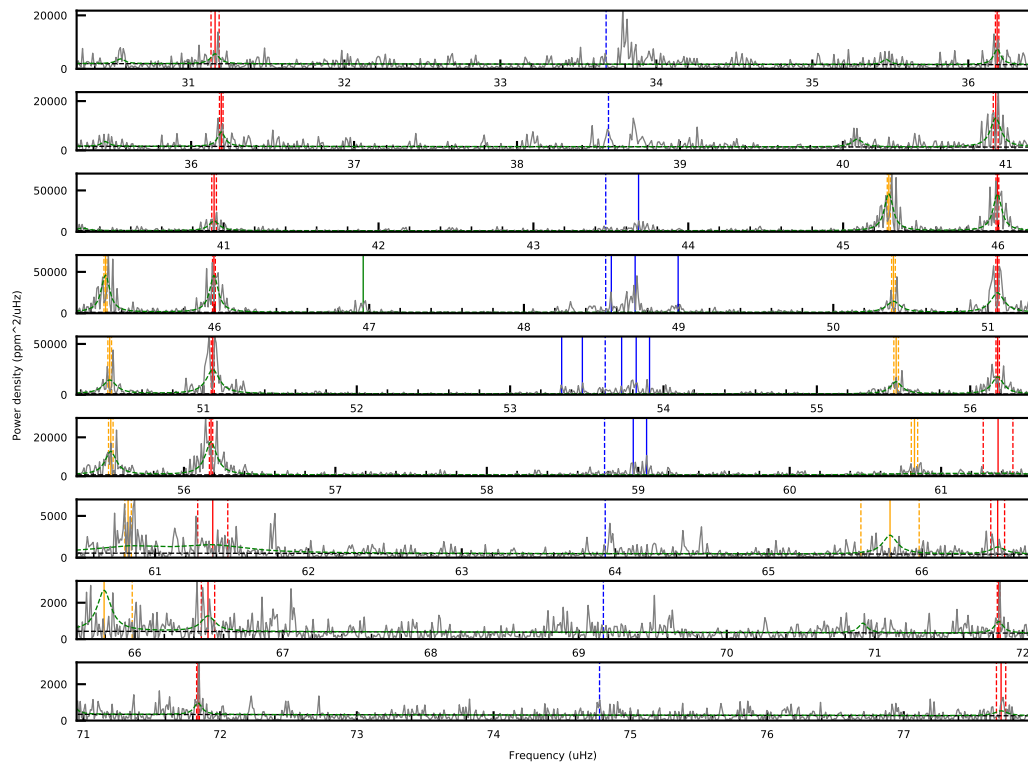 20000
0
31 32 33 34 35 36
20000
0
36 37 38 39 40 41
50000
0
41 42 43 44 45 46
50000
0
46 47 48 49 50 51
50000
0
51 52 53 54 55 56
20000
0
56 57 58 59 60 61
5000
0
61 62 63 64 65 66
2000
0
66 67 68 69 70 71 72
2000
0
71 72 73 74 75 76 77
Power density (ppm^2/uHz)
Frequency (uHz)